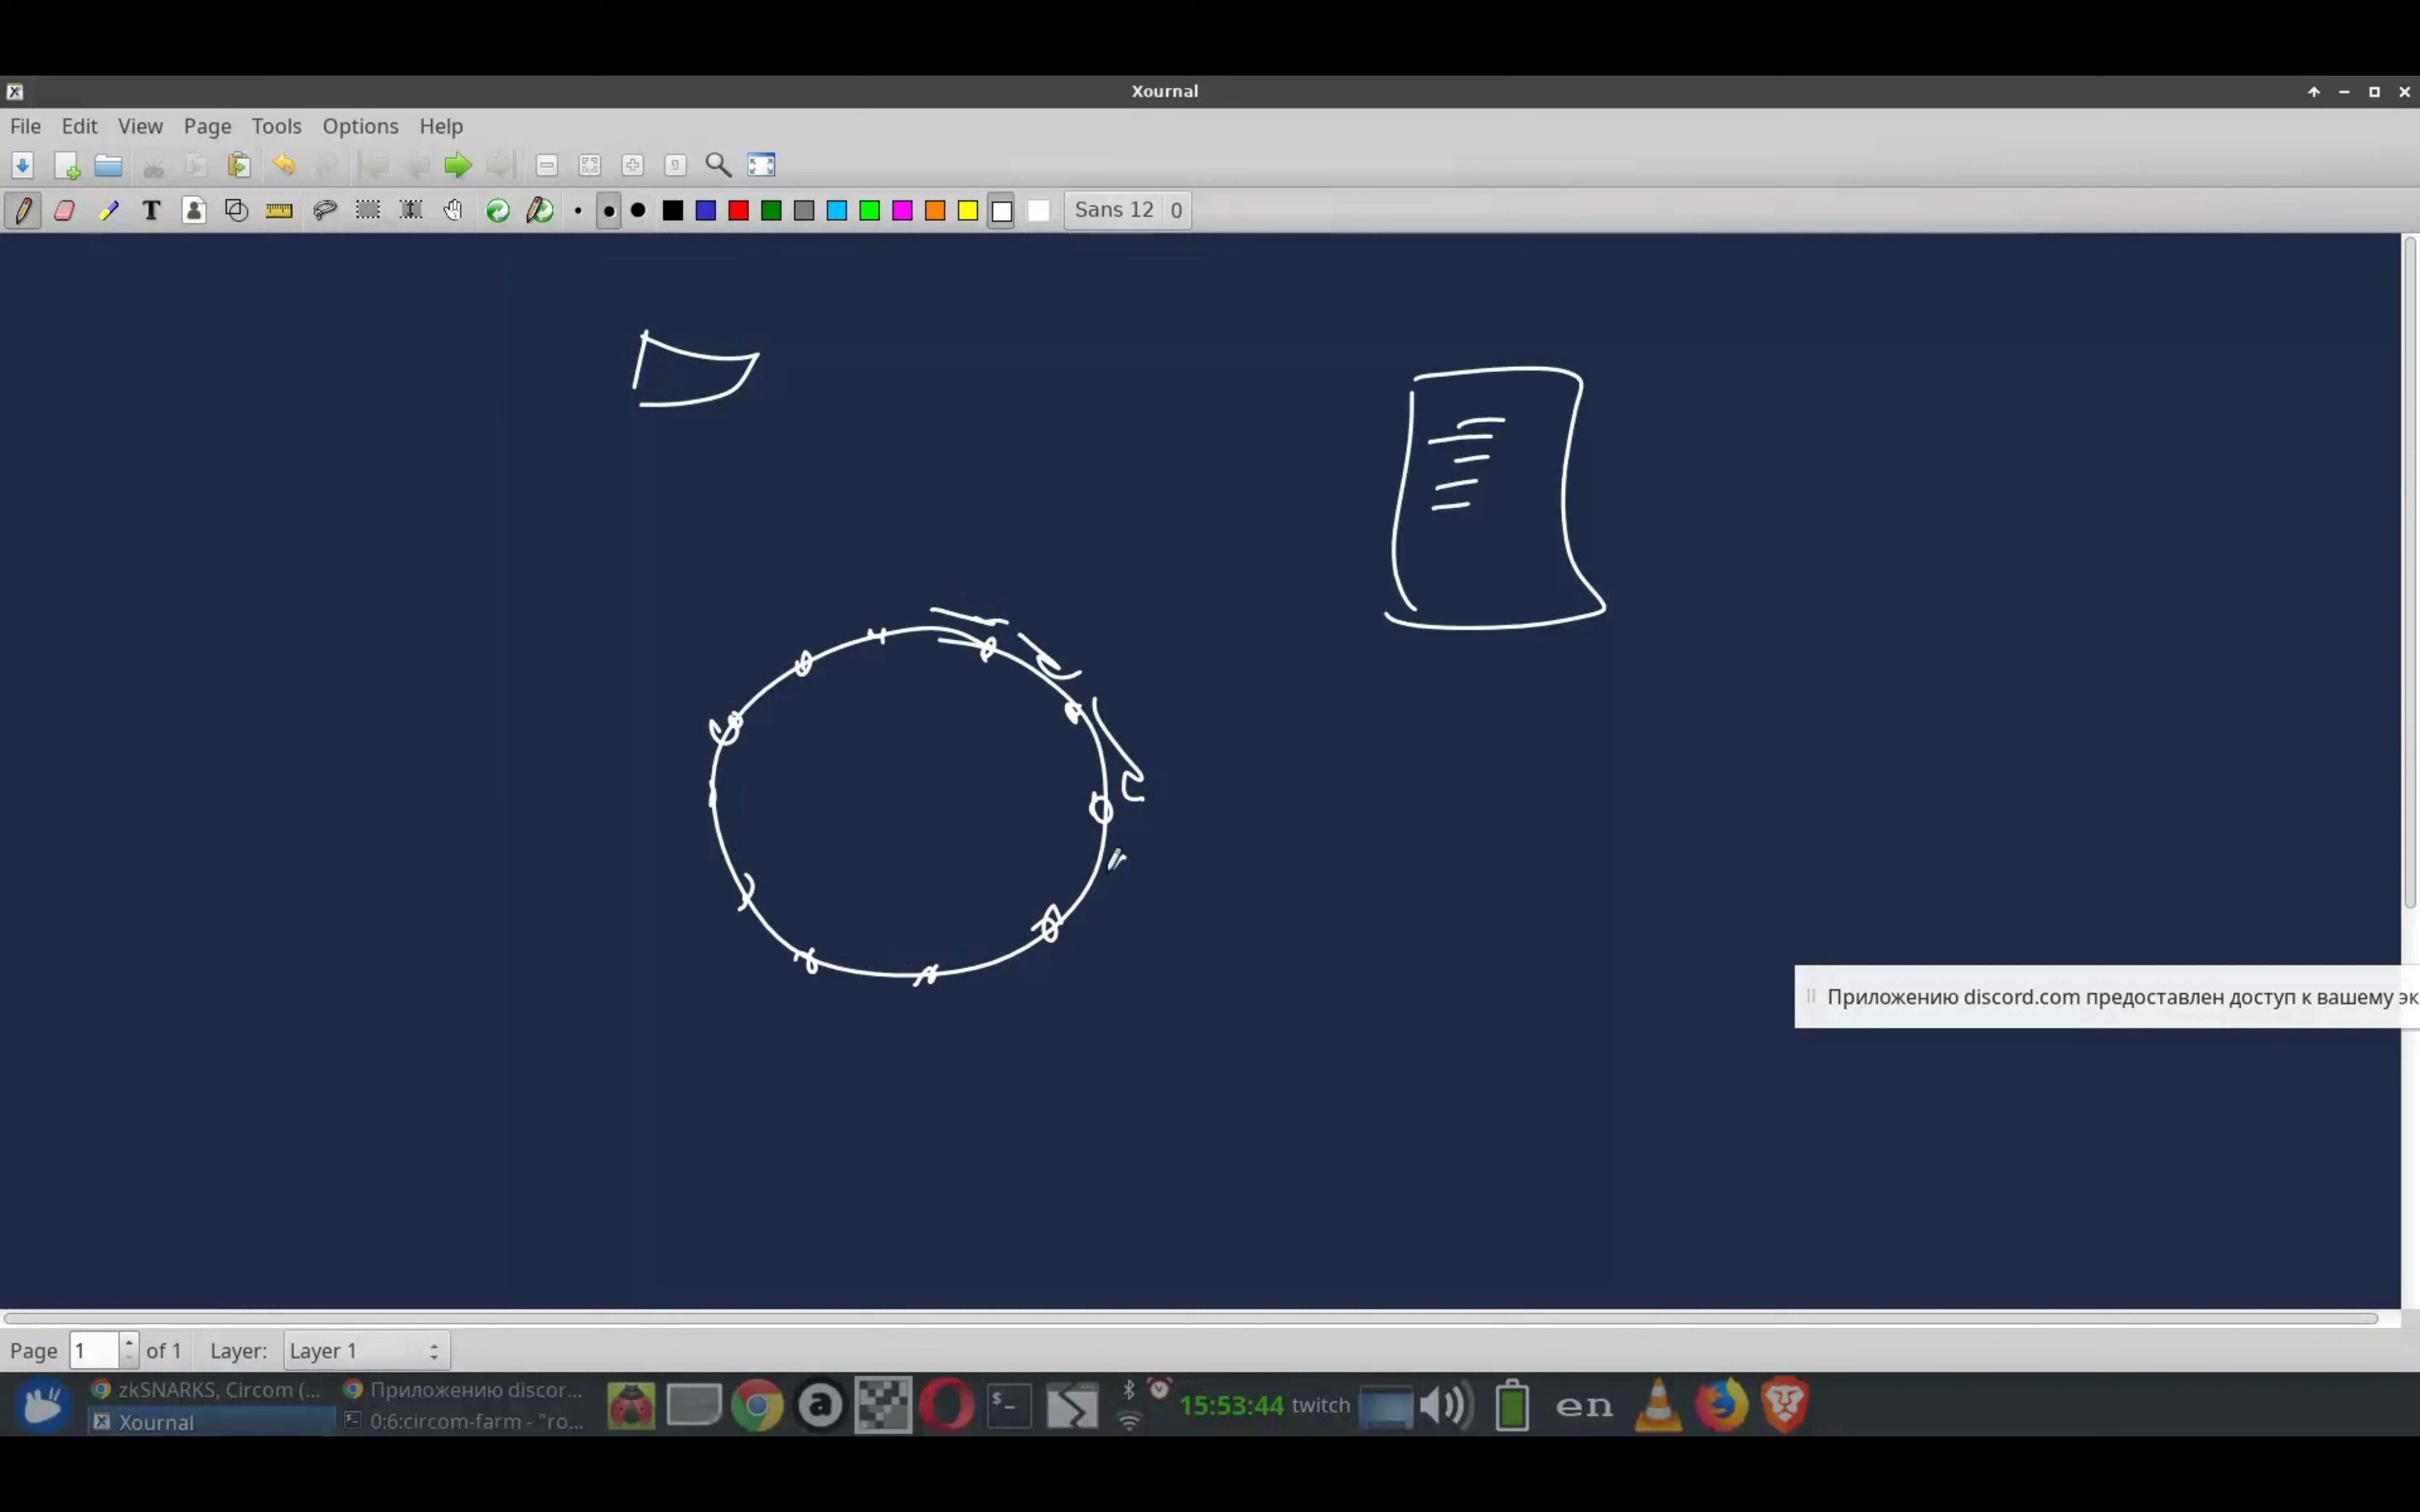 Xournal
File Edit View Page Tools Options Help
T Sans 12 0
Приложению discord.com предоставлен доступ к вашему эк
Page 1 of 1 Layer: Layer 1
zkSNARKS, Circom (... Приложению discor...
Xournal 0:6:circom-farm - "ro...
15:53:44 twitch en